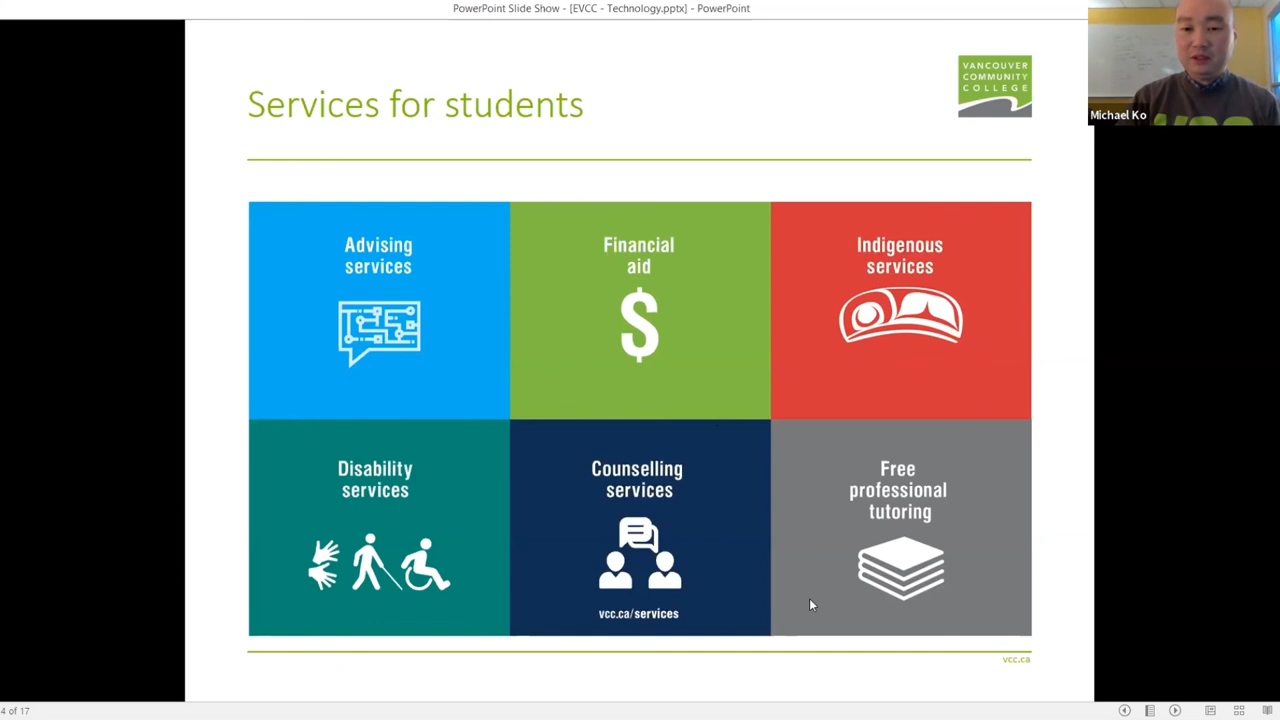 PowerPoint Slide Show - [EVCC - Technology.pptx] - PowerPoint
Services for students
VANCOUVER
COMMUNITY
COLLEGE
Michael Ko
Advising
services
Financial
aid
$
Indigenous
services
Disability
services
Counselling
services
vcc.ca/services
Free
professional
tutoring
vcc.ca
4 of 17